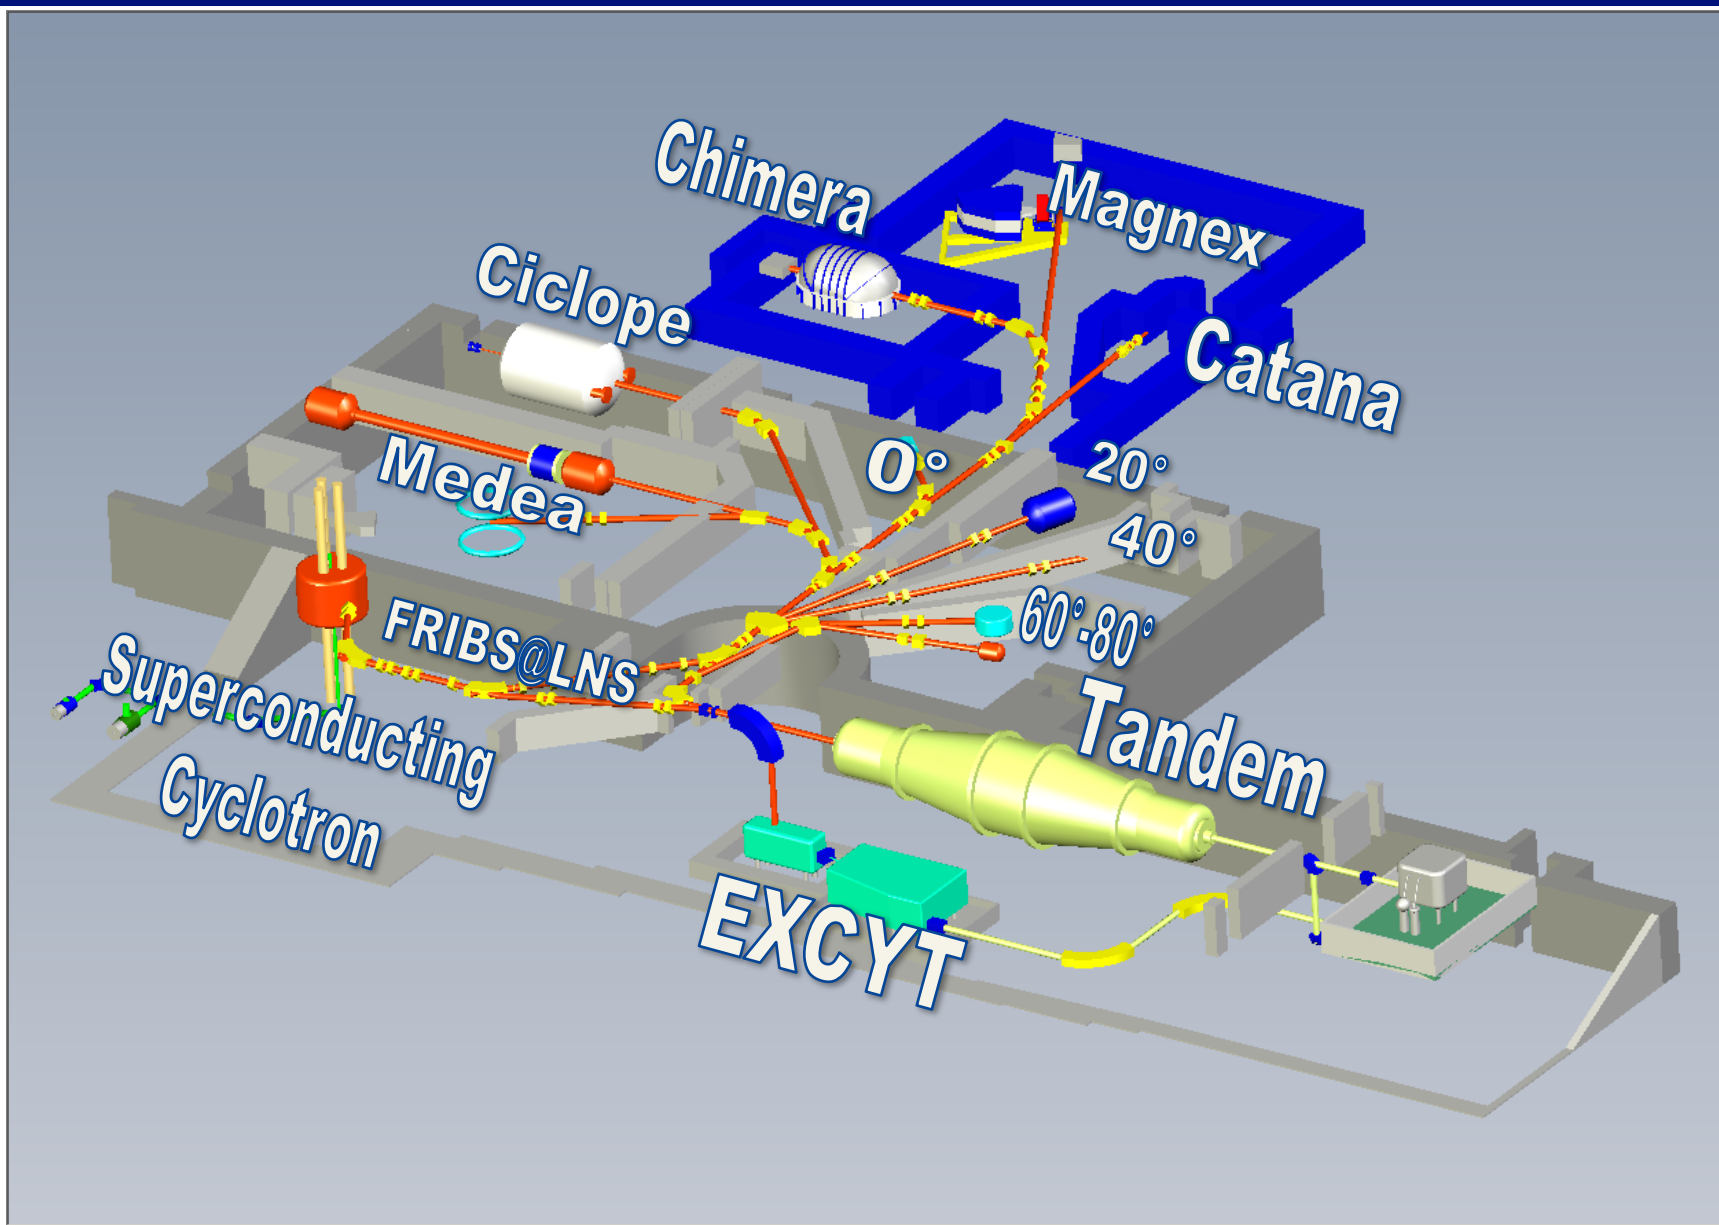 Chimera
Magnex
Ciclope
Catana
Medea
0°
20°
40°
60°-80°
FRIBS@LNS
Superconducting
Cyclotron
Tandem
EXCYT